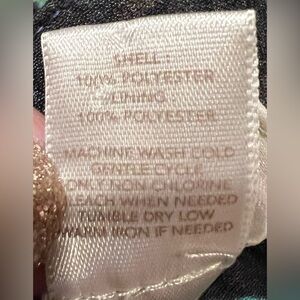 SHELL:
100% POLYESTER
LINING
100% POLYESTER
MACHINE WASH COLD
GENTLE CYCLE
ONLY NON CHLORINE
BLEACH WHEN NEEDED
TUMBLE DRY LOW
WARM IRON IF NEEDED